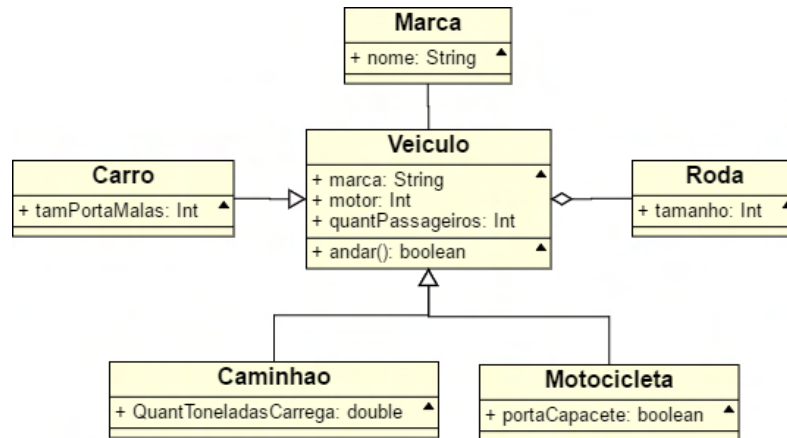 Marca
+ nome: String
Veiculo
+ marca: String
+ motor: Int
+ quantPassageiros: Int
+ andar(): boolean
Carro
+ tamPortaMalas: Int
Roda
+ tamanho: Int
Caminhao
+ QuantToneladasCarrega: double
Motocicleta
+ portaCapacete: boolean